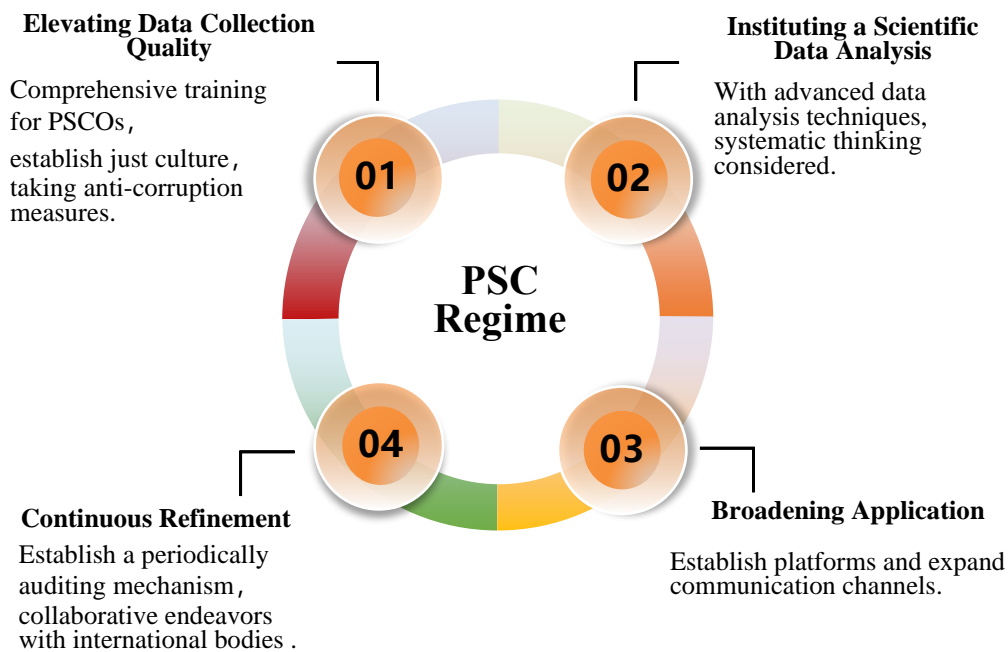 Elevating Data Collection
Quality
Comprehensive training
for PSCOs,
establish just culture,
taking anti-corruption
measures.
01
Instituting a Scientific
Data Analysis
With advanced data
analysis techniques,
systematic thinking
considered.
02
PSC
Regime
04
Continuous Refinement
Establish a periodically
auditing mechanism,
collaborative endeavors
with international bodies .
03
Broadening Application
Establish platforms and expand
communication channels.